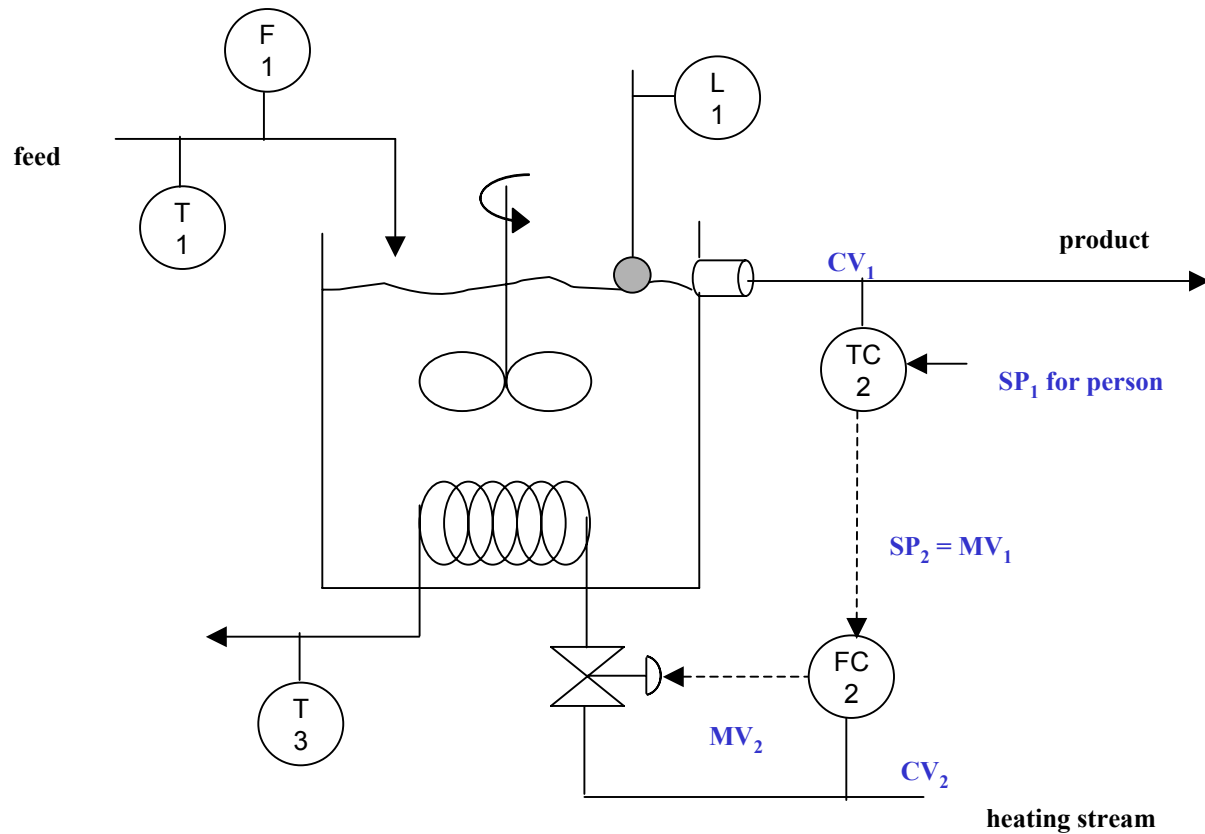 F
1
L
1
feed
T
1
product
CV₁
TC
2
SP₁ for person
SP₂ = MV₁
FC
2
T
3
MV₂
CV₂
heating stream